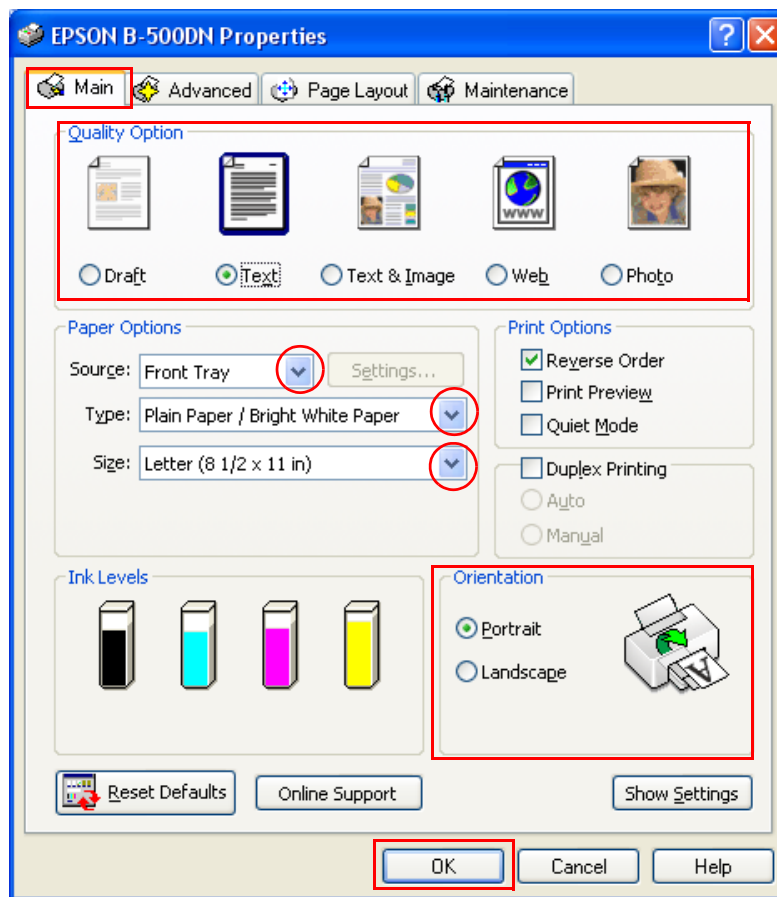 EPSON B-500DN Properties
Main Advanced Page Layout Maintenance
Quality Option
WWW
Draft Text Text & Image Web Photo
Paper Options
Source: Front Tray Settings...
Type: Plain Paper / Bright White Paper
Size: Letter (8 1/2 x 11 in)
Print Options
Reverse Order
Print Preview
Quiet Mode
Duplex Printing
Auto
Manual
Ink Levels
Orientation
Portrait
Landscape
A
Reset Defaults Online Support Show Settings
OK Cancel Help